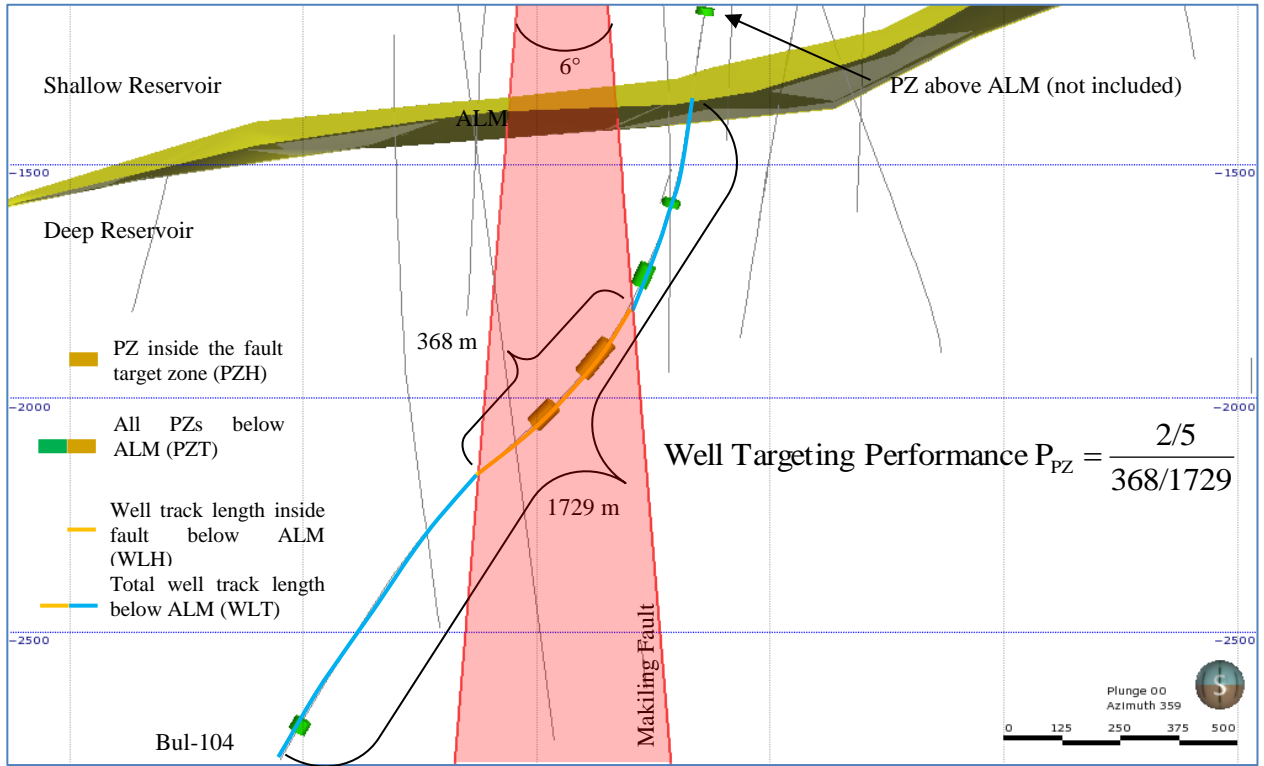 6°
Shallow Reservoir
PZ above ALM (not included)
ALM
−1500
−1500
Deep Reservoir
368 m
PZ inside the fault
target zone (PZH)
−2000
−2000
All PZs below
ALM (PZT)
Well Targeting Performance P_PZ = 2/5 / 368/1729
1729 m
Well track length inside
fault below ALM
(WLH)
Total well track length
below ALM (WLT)
−2500
−2500
Makiling Fault
Plunge 00
Azimuth 359
S
0 125 250 375 500
Bul-104